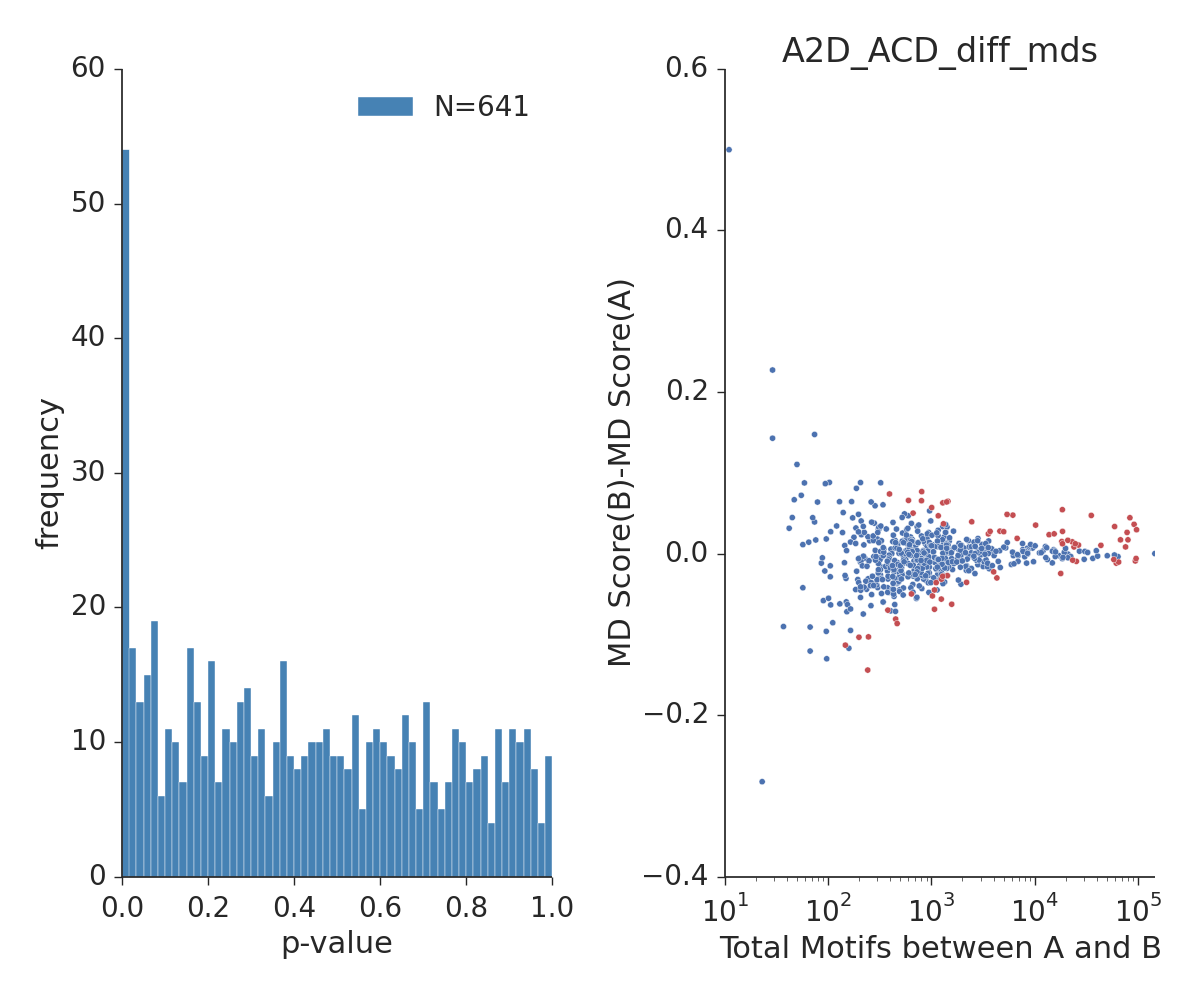 60
50
40
30
20
10
0
0.0 0.2 0.4 0.6 0.8 1.0
p-value
frequency
N=641
A2D_ACD_diff_mds
0.6
0.4
0.2
0.0
−0.2
−0.4
10¹ 10² 10³ 10⁴ 10⁵
Total Motifs between A and B
MD Score(B)-MD Score(A)